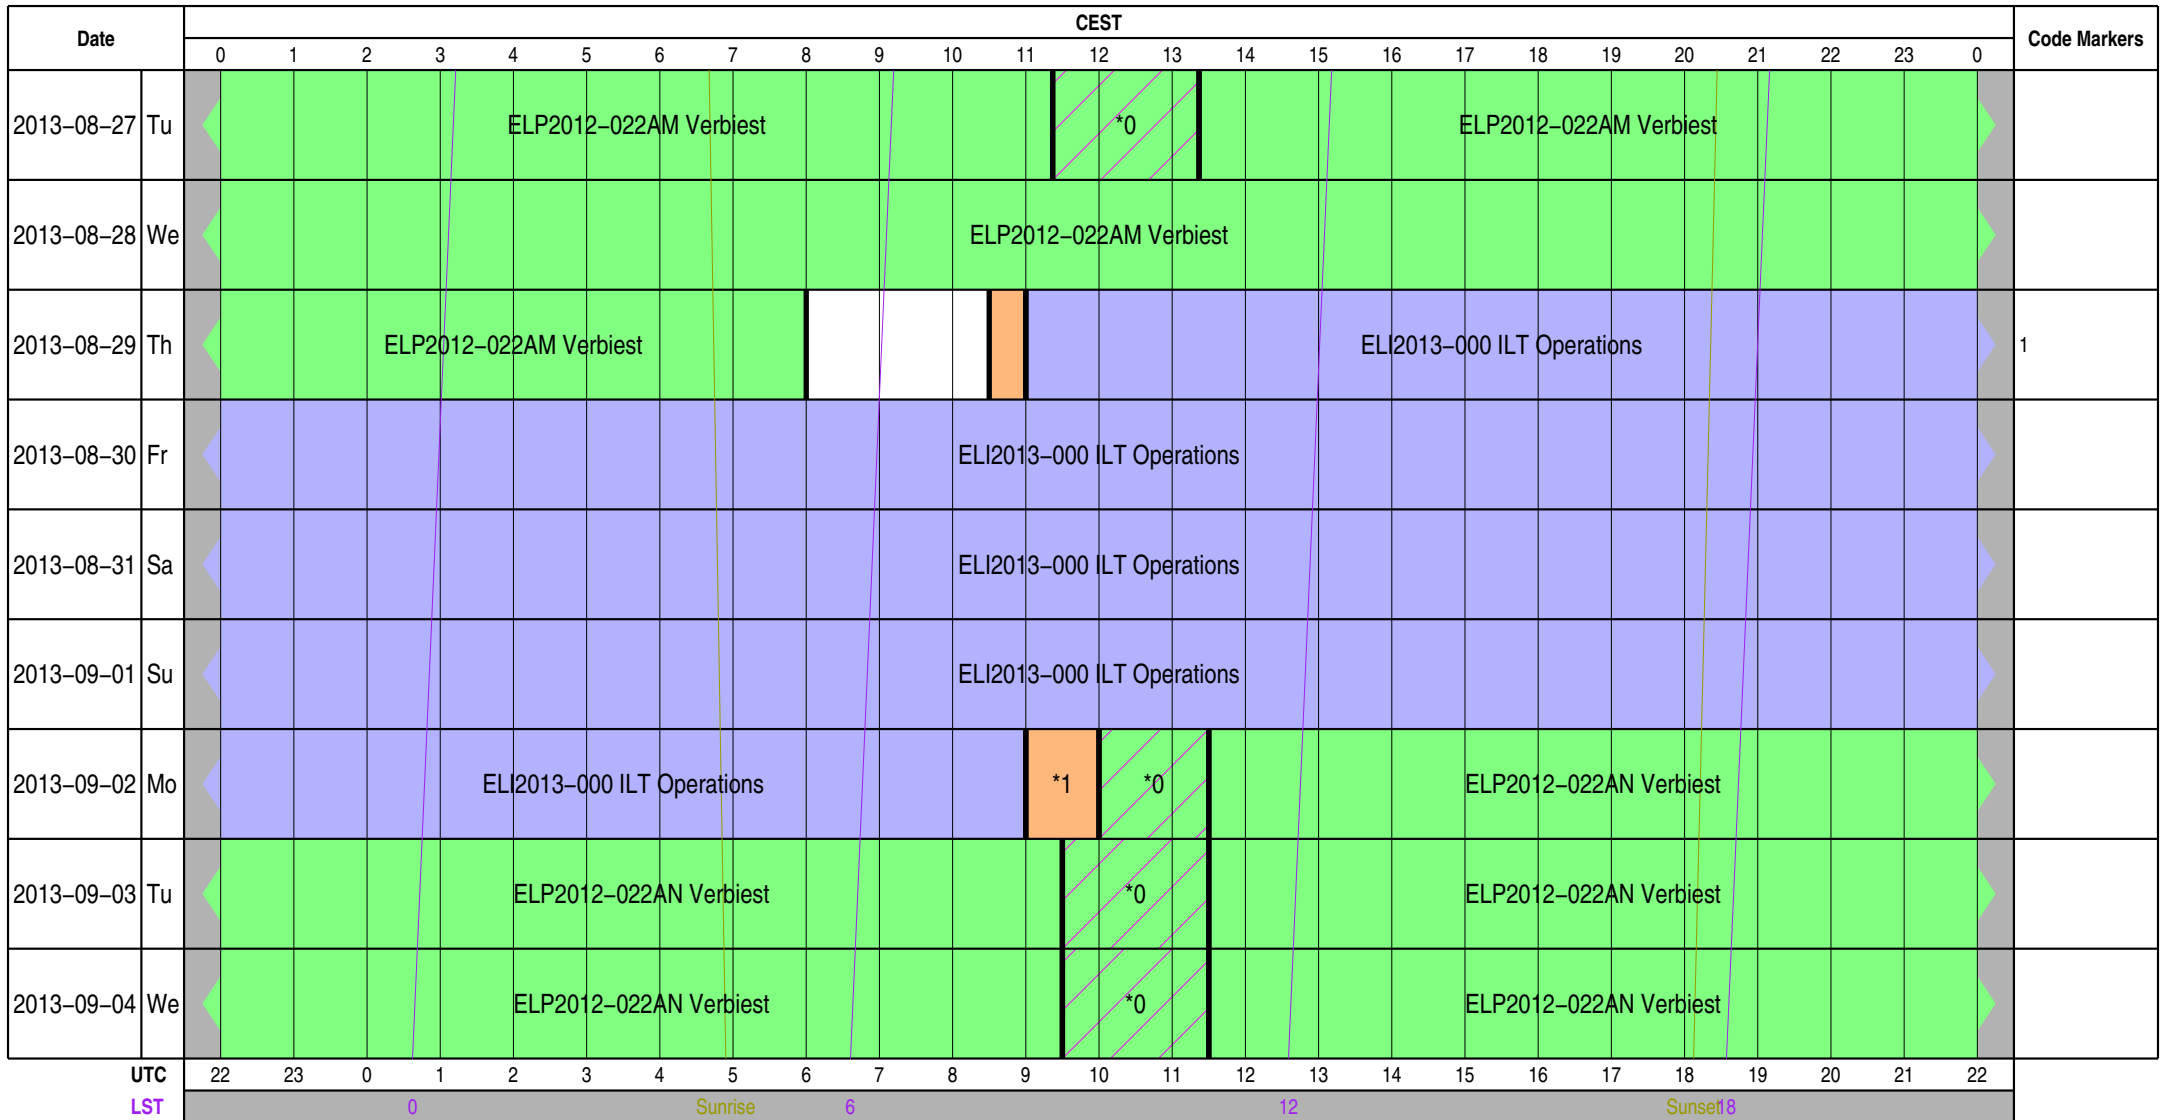 Date CEST Code Markers
0 1 2 3 4 5 6 7 8 9 10 11 12 13 14 15 16 17 18 19 20 21 22 23 0
2013−08−27 Tu ELP2012−022AM Verbiest *0 ELP2012−022AM Verbiest
2013−08−28 We ELP2012−022AM Verbiest
2013−08−29 Th ELP2012−022AM Verbiest ELI2013−000 ILT Operations 1
2013−08−30 Fr ELI2013−000 ILT Operations
2013−08−31 Sa ELI2013−000 ILT Operations
2013−09−01 Su ELI2013−000 ILT Operations
2013−09−02 Mo ELI2013−000 ILT Operations *1 *0 ELP2012−022AN Verbiest
2013−09−03 Tu ELP2012−022AN Verbiest *0 ELP2012−022AN Verbiest
2013−09−04 We ELP2012−022AN Verbiest *0 ELP2012−022AN Verbiest
UTC 22 23 0 1 2 3 4 5 6 7 8 9 10 11 12 13 14 15 16 17 18 19 20 21 22
LST 0 Sunrise 6 12 Sunset 18